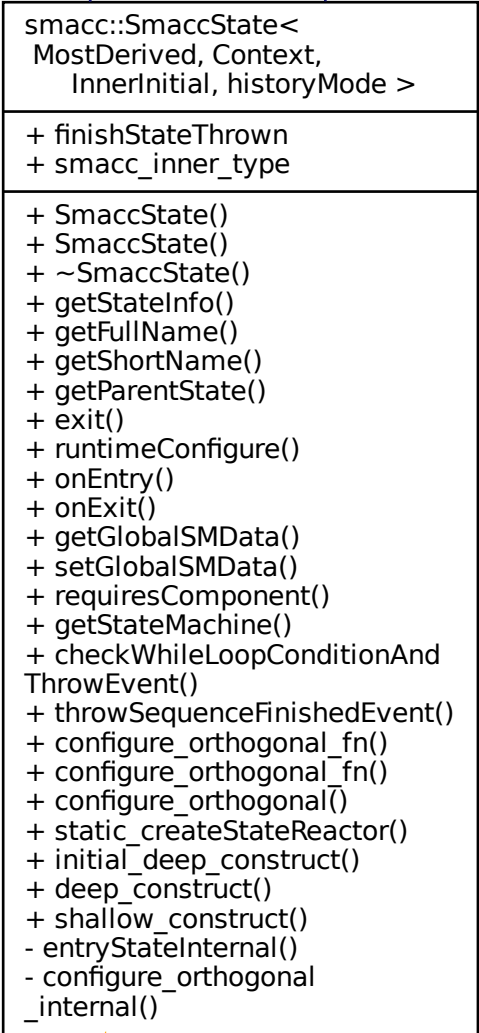 smacc::SmaccState<
MostDerived, Context,
InnerInitial, historyMode >
+ finishStateThrown
+ smacc_inner_type
+ SmaccState()
+ SmaccState()
+ ~SmaccState()
+ getStateInfo()
+ getFullName()
+ getShortName()
+ getParentState()
+ exit()
+ runtimeConfigure()
+ onEntry()
+ onExit()
+ getGlobalSMData()
+ setGlobalSMData()
+ requiresComponent()
+ getStateMachine()
+ checkWhileLoopConditionAnd
ThrowEvent()
+ throwSequenceFinishedEvent()
+ configure_orthogonal_fn()
+ configure_orthogonal_fn()
+ configure_orthogonal()
+ static_createStateReactor()
+ initial_deep_construct()
+ deep_construct()
+ shallow_construct()
- entryStateInternal()
- configure_orthogonal
_internal()